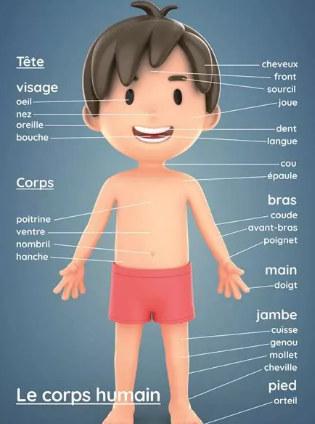 Tête
visage
oeil
nez
oreille
bouche
Corps
poitrine
ventre
nombril
hanche
cheveux
front
sourcil
joue
dent
langue
cou
épaule
bras
coude
avant-bras
poignet
main
doigt
jambe
cuisse
genou
mollet
cheville
pied
orteil
Le corps humain